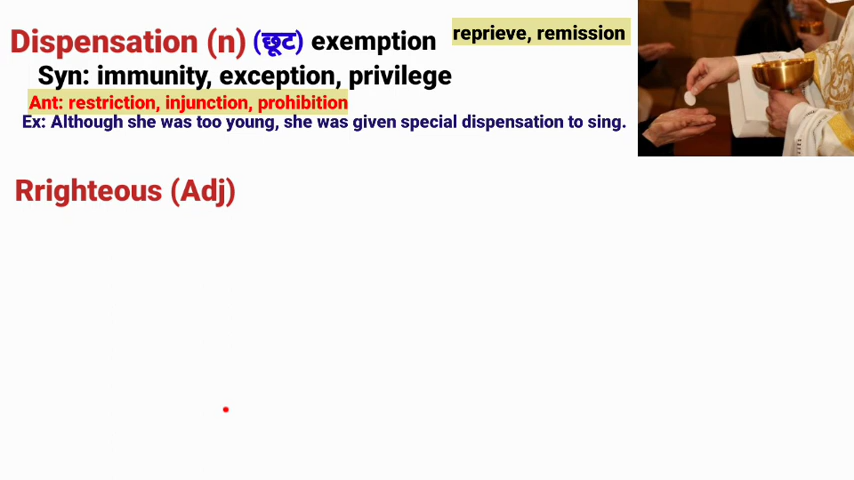 Dispensation (n) (छूट) exemption
reprieve, remission
Syn: immunity, exception, privilege
Ant: restriction, injunction, prohibition
Ex: Although she was too young, she was given special dispensation to sing.
Rrighteous (Adj)